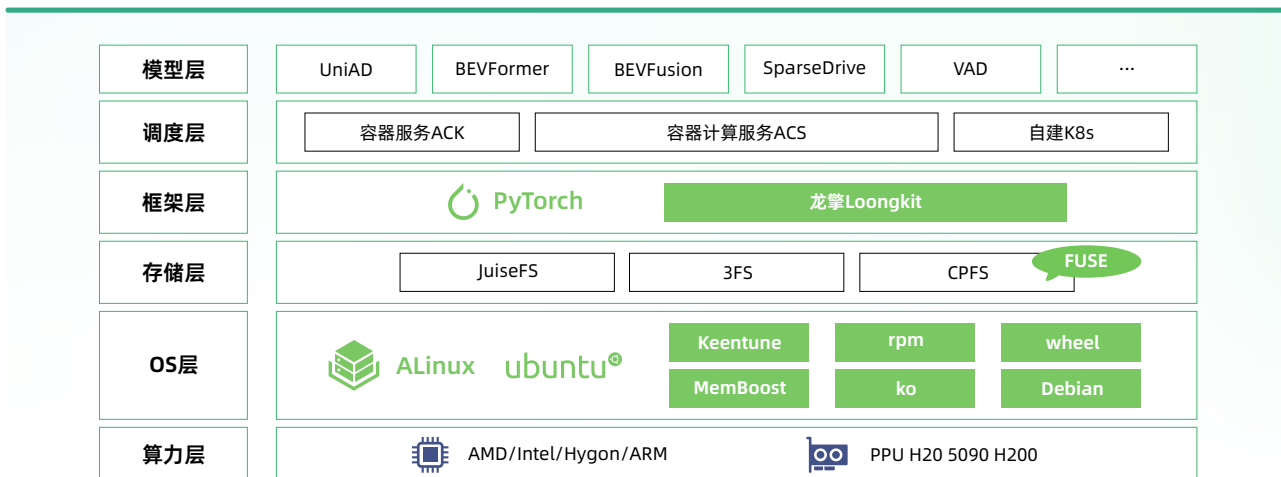 模型层
UniAD
BEVFormer
BEVFusion
SparseDrive
VAD
...
调度层
容器服务ACK
容器计算服务ACS
自建K8s
框架层
PyTorch
龙擎Loongkit
存储层
JuiseFS
3FS
CPFS
FUSE
OS层
ALinux
ubuntu
Keentune
rpm
wheel
MemBoost
ko
Debian
算力层
AMD/Intel/Hygon/ARM
PPU H20 5090 H200